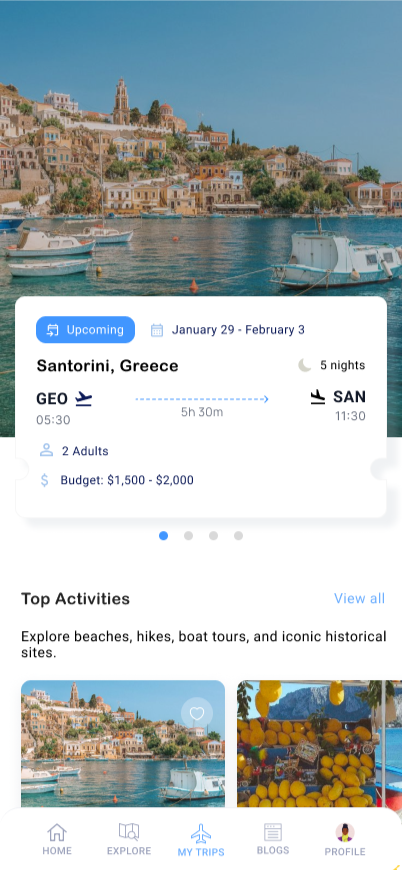 Upcoming
January 29 - February 3
Santorini, Greece
5 nights
GEO
SAN
05:30
5h 30m
11:30
2 Adults
$
Budget: $1,500 - $2,000
Top Activities
View all
Explore beaches, hikes, boat tours, and iconic historical
sites.
HOME
EXPLORE
MY TRIPS
BLOGS
PROFILE